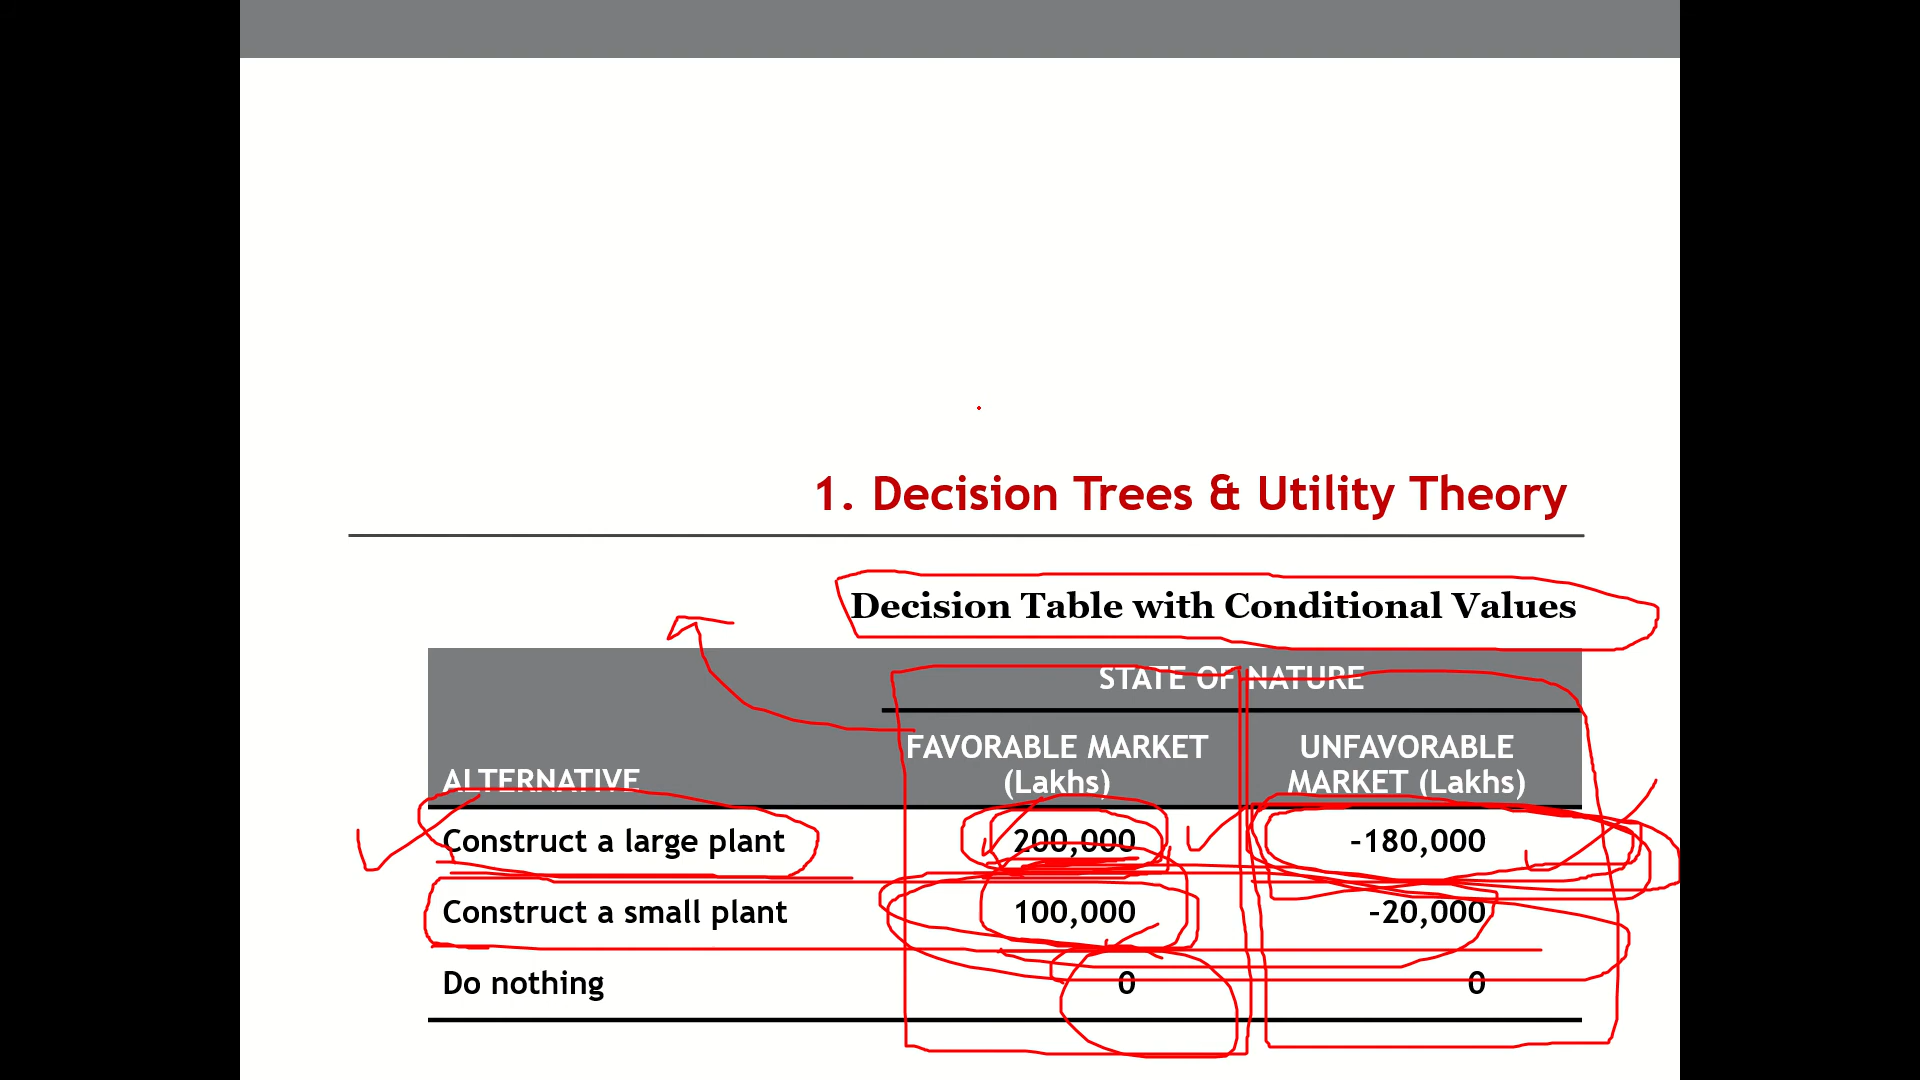 1. Decision Trees & Utility Theory
Decision Table with Conditional Values
STATE OF NATURE
ALTERNATIVE FAVORABLE MARKET (Lakhs) UNFAVORABLE MARKET (Lakhs)
Construct a large plant 200,000 –180,000
Construct a small plant 100,000 –20,000
Do nothing 0 0